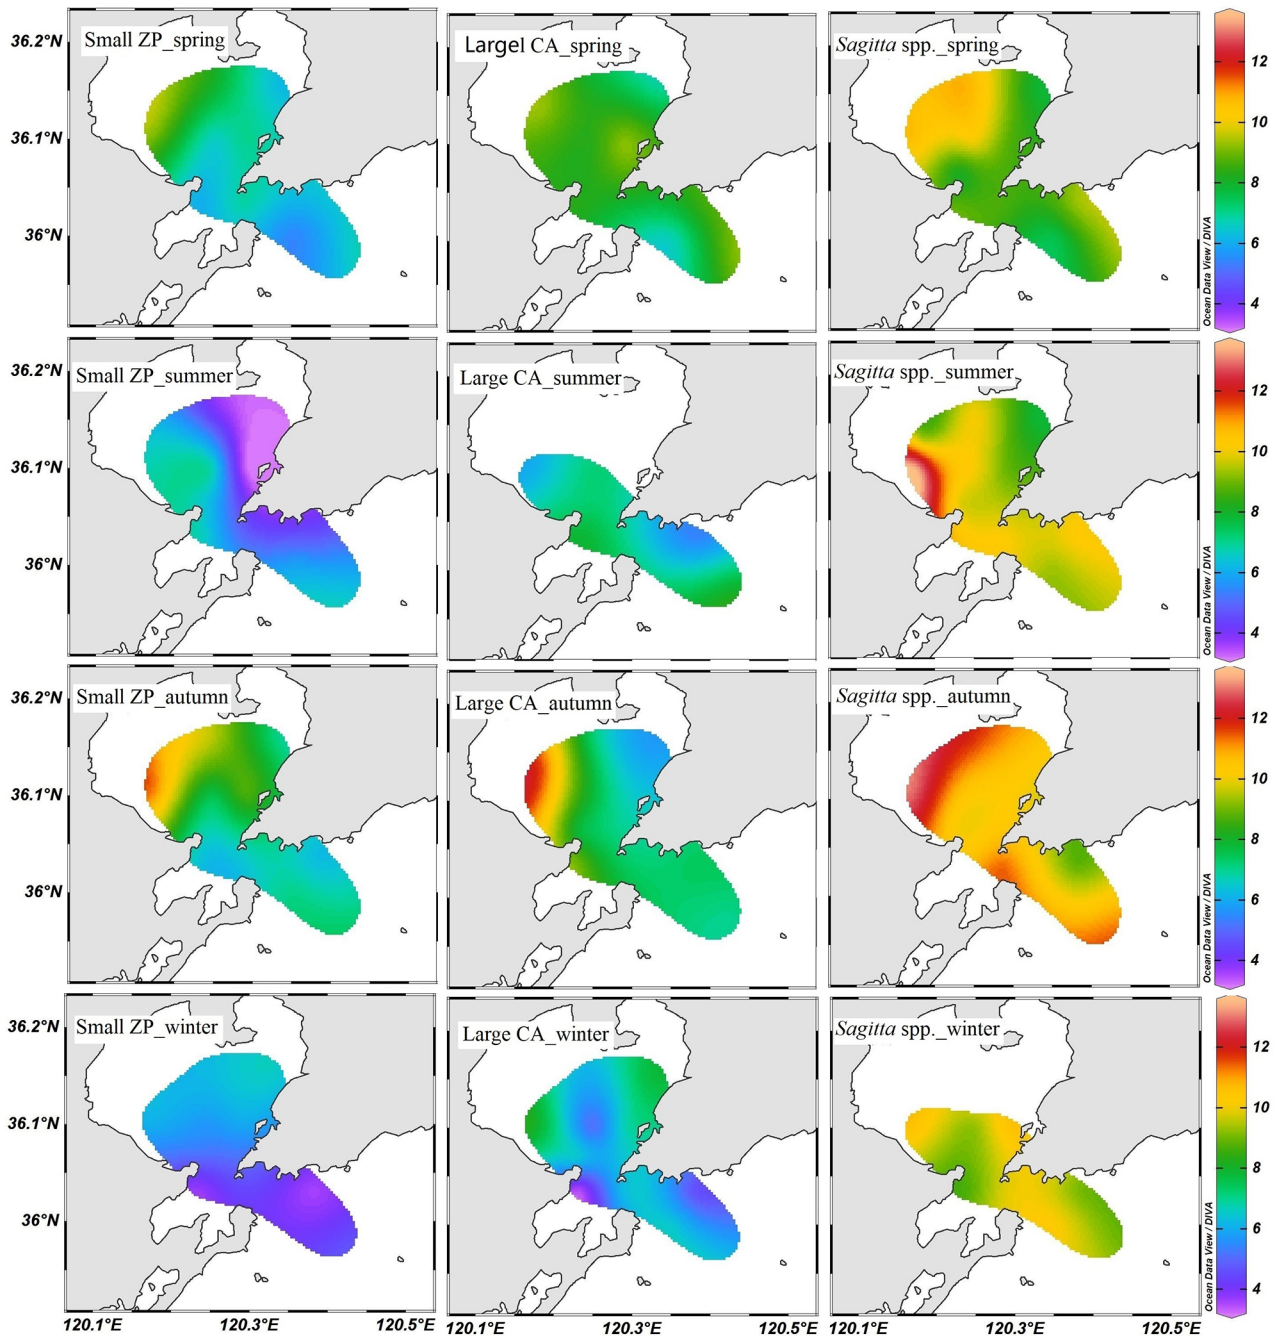 Small ZP_spring
Largel CA_spring
Sagitta spp._spring
36.2°N
36.1°N
36°N
12
10
8
6
4
Ocean Data View / DIVA
Small ZP_summer
Large CA_summer
Sagitta spp._summer
36.2°N
36.1°N
36°N
12
10
8
6
4
Ocean Data View / DIVA
Small ZP_autumn
Large CA_autumn
Sagitta spp._autumn
36.2°N
36.1°N
36°N
12
10
8
6
4
Ocean Data View / DIVA
Small ZP_winter
Large CA_winter
Sagitta spp._winter
36.2°N
36.1°N
36°N
12
10
8
6
4
Ocean Data View / DIVA
120.1°E 120.3°E 120.5°E 120.1°E 120.3°E 120.5°E 120.1°E 120.3°E 120.5°E